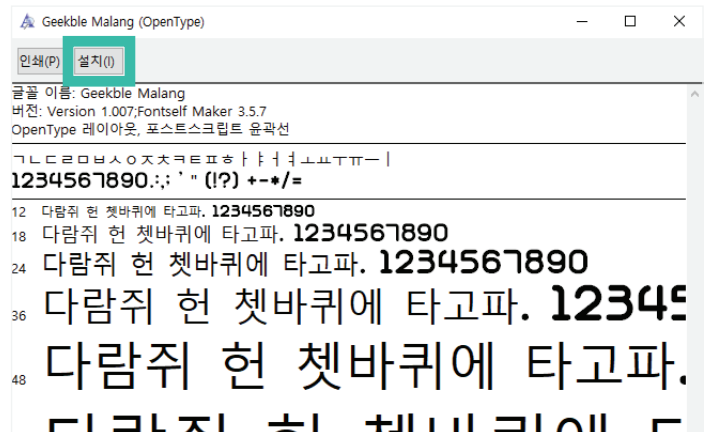 Geekble Malang (OpenType)
인쇄(P) 설치(I)
글꼴 이름: Geekble Malang
버전: Version 1.007;Fontself Maker 3.5.7
OpenType 레이아웃, 포스트스크립트 윤곽선
ㄱㄴㄷㄹㅁㅂㅅㅇㅈㅊㅋㅌㅍㅎㅏㅑㅓㅕㅗㅛㅜㅠㅡㅣ
1234567890.:,; ' " (!?) +-*/=
12 다람쥐 헌 쳇바퀴에 타고파. 1234567890
18 다람쥐 헌 쳇바퀴에 타고파. 1234567890
24 다람쥐 헌 쳇바퀴에 타고파. 1234567890
36 다람쥐 헌 쳇바퀴에 타고파. 12345
48 다람쥐 헌 쳇바퀴에 타고파.